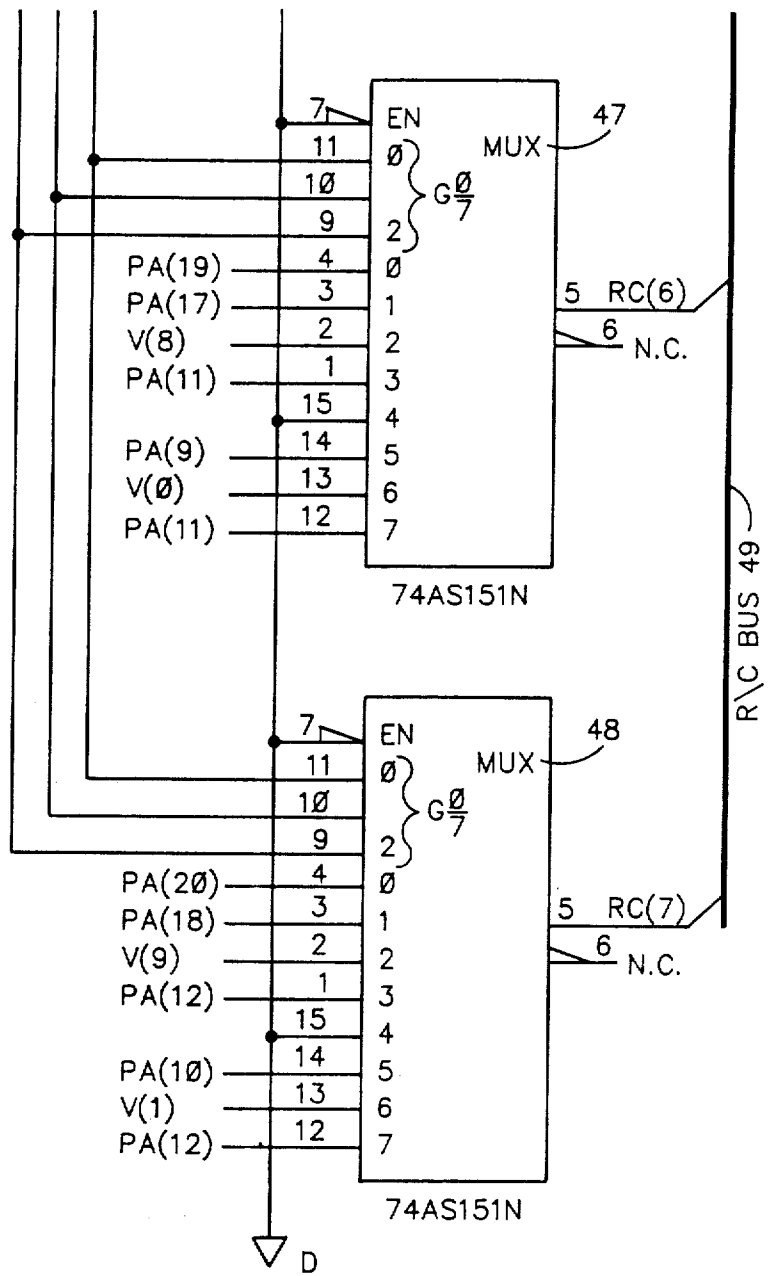 7 EN
MUX 47
11 Ø
10 G Ø/7
9 2
PA(19) 4 Ø
PA(17) 3 1
5 RC(6)
V(8) 2 2
6 N.C.
PA(11) 1 3
15 4
PA(9) 14 5
V(Ø) 13 6
PA(11) 12 7
74AS151N
R\C BUS 49
7 EN
MUX 48
11 Ø
1Ø G Ø/7
9 2
PA(2Ø) 4 Ø
PA(18) 3 1
5 RC(7)
V(9) 2 2
6 N.C.
PA(12) 1 3
15 4
PA(1Ø) 14 5
V(1) 13 6
PA(12) 12 7
74AS151N
D